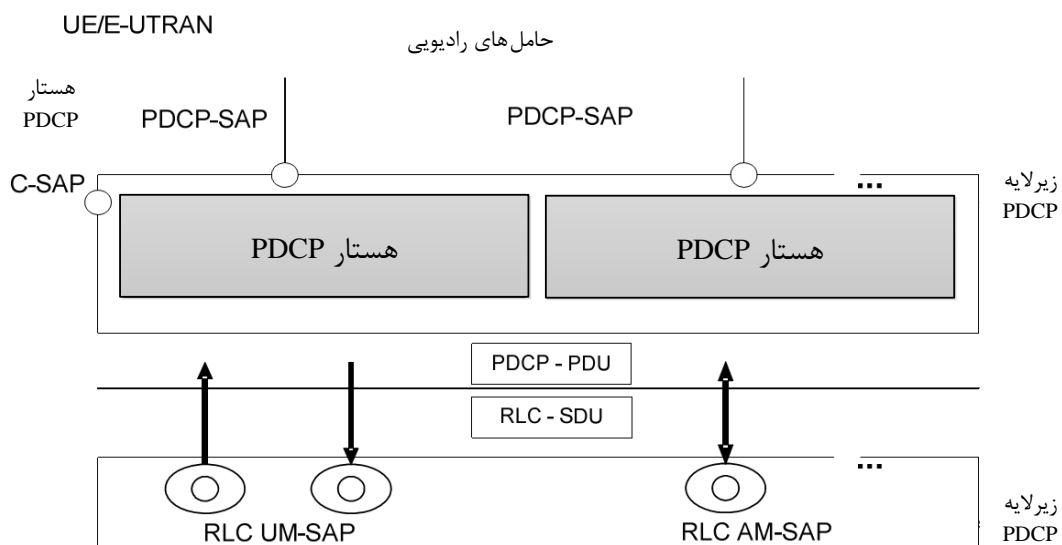 UE/E-UTRAN
حامل‌های رادیویی
هستار
PDCP
PDCP-SAP
PDCP-SAP
C-SAP
...
زیرلایه
PDCP
هستار PDCP
هستار PDCP
PDCP - PDU
RLC - SDU
...
RLC UM-SAP
RLC AM-SAP
زیرلایه
PDCP